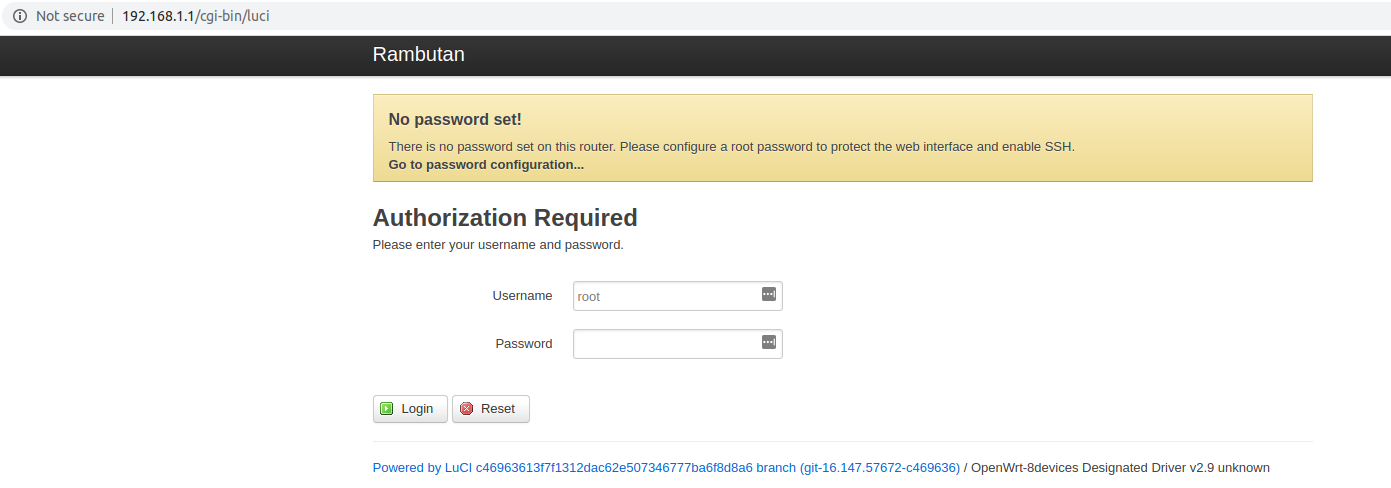 Not secure 192.168.1.1/cgi-bin/luci
Rambutan
No password set!
There is no password set on this router. Please configure a root password to protect the web interface and enable SSH.
Go to password configuration...
Authorization Required
Please enter your username and password.
Username root
Password
Login Reset
Powered by LuCI c46963613f7f1312dac62e507346777ba6f8d8a6 branch (git-16.147.57672-c469636) / OpenWrt-8devices Designated Driver v2.9 unknown